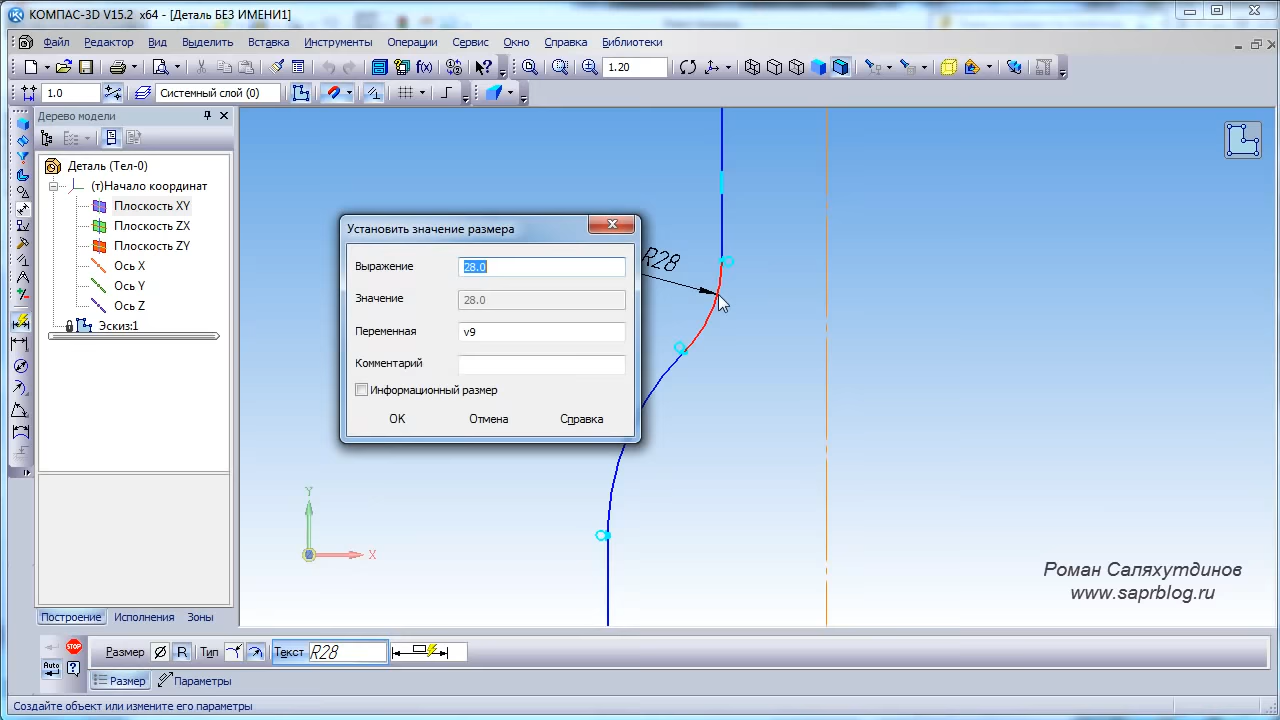 КОМПАС-3D V15.2 x64 - [Деталь БЕЗ ИМЕНИ1]
Файл Редактор Вид Выделить Вставка Инструменты Операции Сервис Окно Справка Библиотеки
f(x) 1.20
1.0 Системный слой (0)
Дерево модели
Деталь (Тел-0)
(т)Начало координат
Плоскость XY
Плоскость ZX
Плоскость ZY
Ось X
Ось Y
Ось Z
Эскиз:1
Установить значение размера
Выражение 28.0
Значение 28.0
Переменная v9
Комментарий
Информационный размер
OK Отмена Справка
R28
Y
X
Роман Саляхутдинов
www.saprblog.ru
Построение Исполнения Зоны
STOP
Auto
Размер R Тип Текст R28
Размер Параметры
Создайте объект или измените его параметры